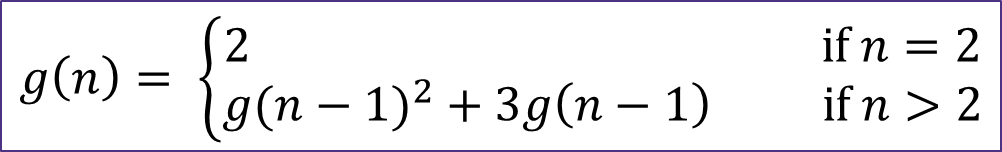 g(n) = { 2 if n = 2
g(n − 1)² + 3g(n − 1) if n > 2